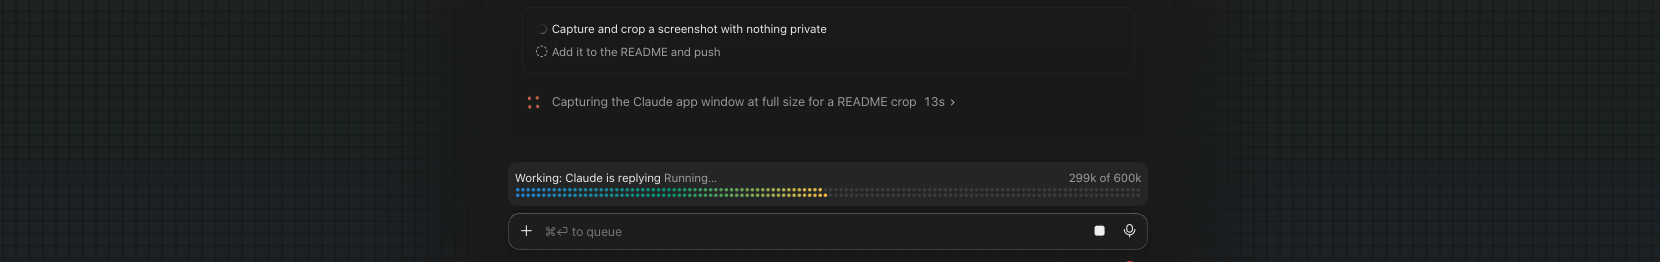 Capture and crop a screenshot with nothing private
Add it to the README and push
Capturing the Claude app window at full size for a README crop 13s ›
Working: Claude is replying Running... 299k of 600k
⌘⏎ to queue